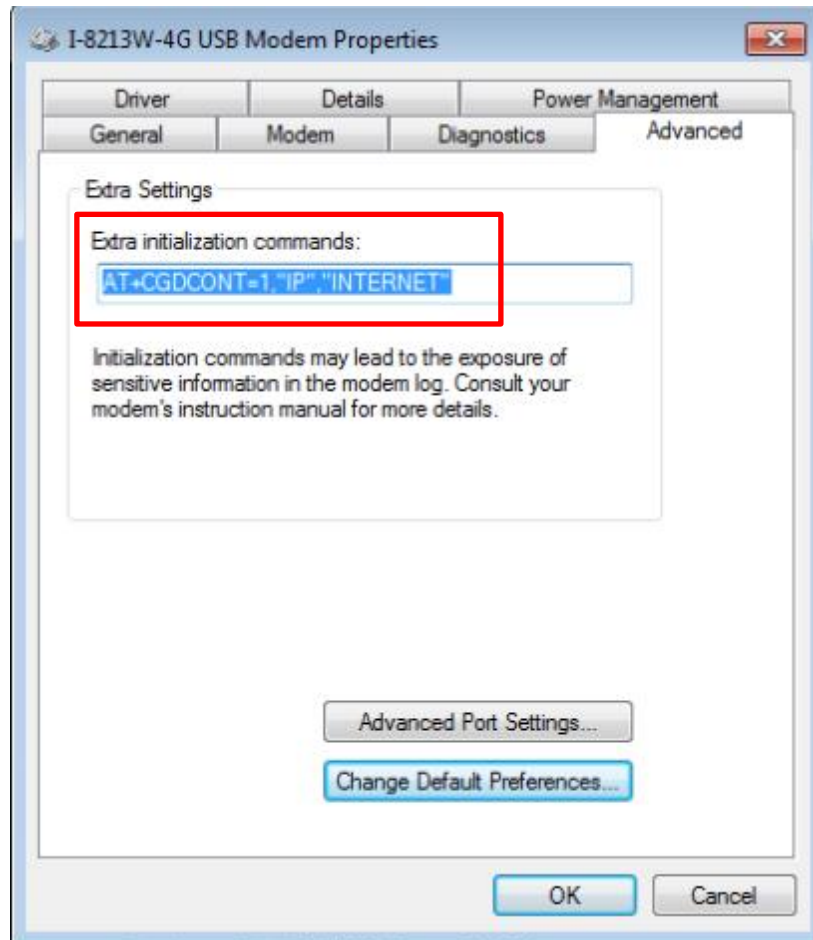 I-8213W-4G USB Modem Properties
Driver
Details
Power Management
General
Modem
Diagnostics
Advanced
Extra Settings
Extra initialization commands:
AT+CGDCONT=1,"IP","INTERNET"
Initialization commands may lead to the exposure of
sensitive information in the modem log. Consult your
modem's instruction manual for more details.
Advanced Port Settings...
Change Default Preferences...
OK
Cancel